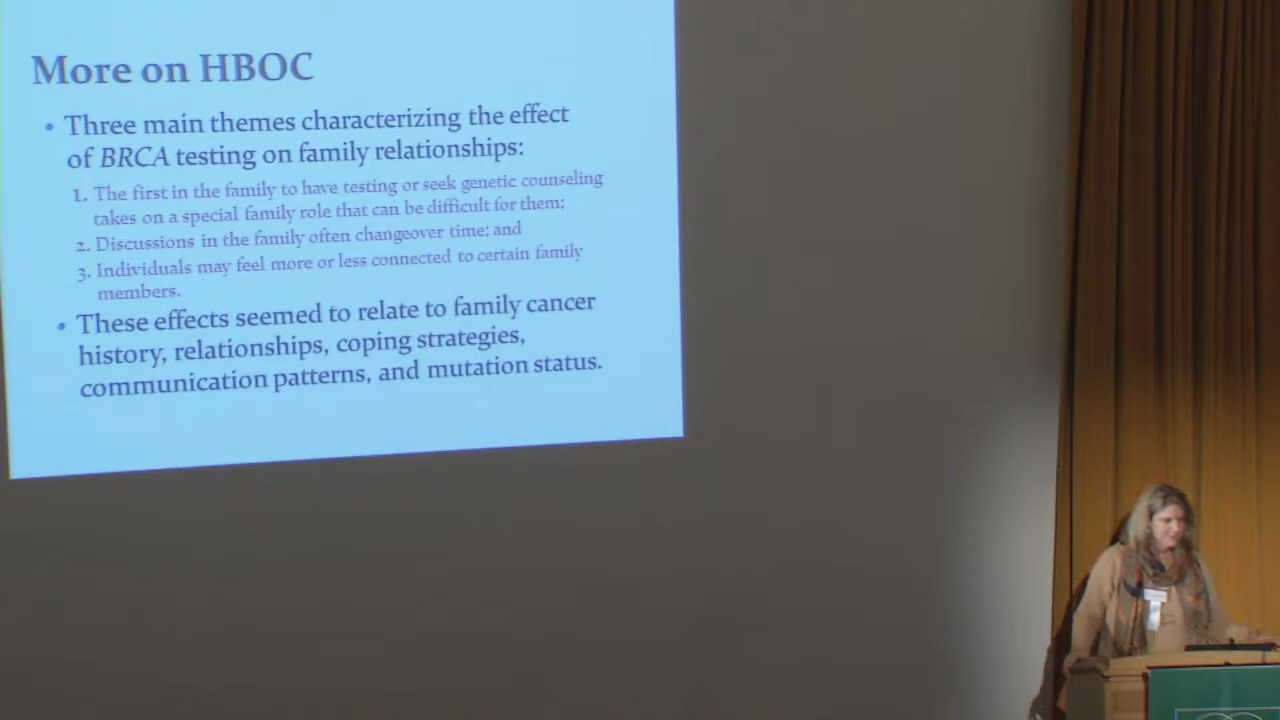 More on HBOC
• Three main themes characterizing the effect
of BRCA testing on family relationships:
1. The first in the family to have testing or seek genetic counseling
takes on a special family role that can be difficult for them;
2. Discussions in the family often changeover time; and
3. Individuals may feel more or less connected to certain family
members.
• These effects seemed to relate to family cancer
history, relationships, coping strategies,
communication patterns, and mutation status.